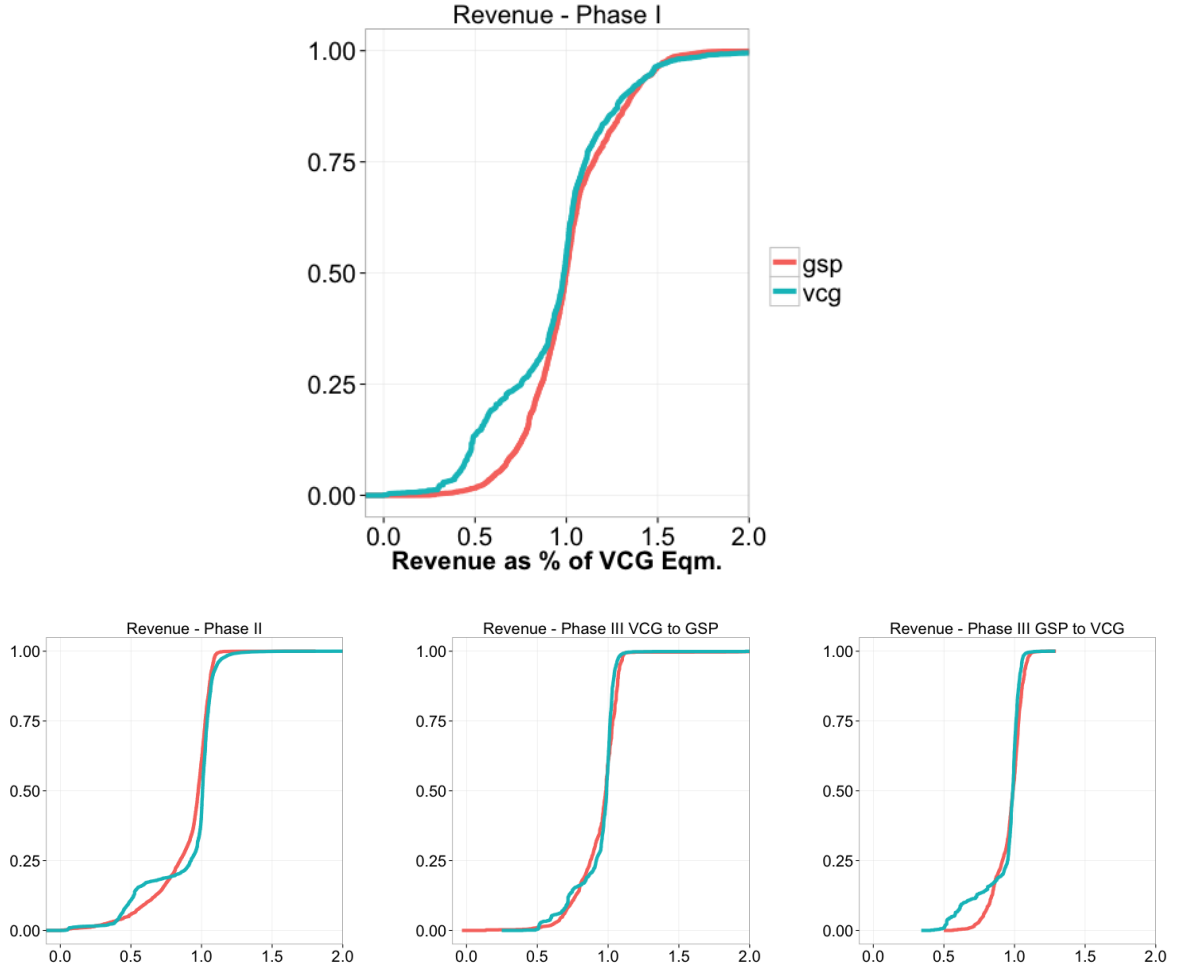 Revenue - Phase I
1.00
0.75
0.50
0.25
0.00
0.0 0.5 1.0 1.5 2.0
Revenue as % of VCG Eqm.
gsp
vcg
Revenue - Phase II
1.00
0.75
0.50
0.25
0.00
0.0 0.5 1.0 1.5 2.0
Revenue - Phase III VCG to GSP
1.00
0.75
0.50
0.25
0.00
0.0 0.5 1.0 1.5 2.0
Revenue - Phase III GSP to VCG
1.00
0.75
0.50
0.25
0.00
0.0 0.5 1.0 1.5 2.0